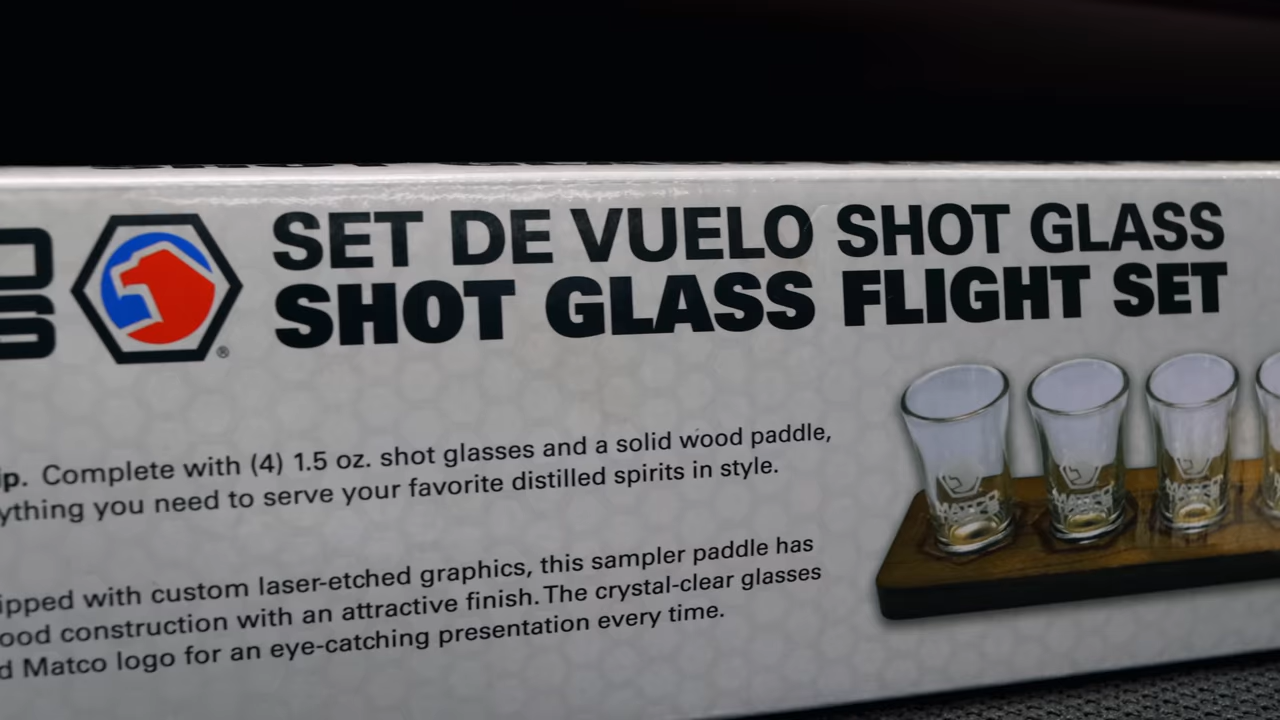 SET DE VUELO SHOT GLASS
SHOT GLASS FLIGHT SET
®
Complete with (4) 1.5 oz. shot glasses and a solid wood paddle,
you need to serve your favorite distilled spirits in style.
with custom laser-etched graphics, this sampler paddle has
construction with an attractive finish. The crystal-clear glasses
Matco logo for an eye-catching presentation every time.
MATCO
MATCO
MATCO